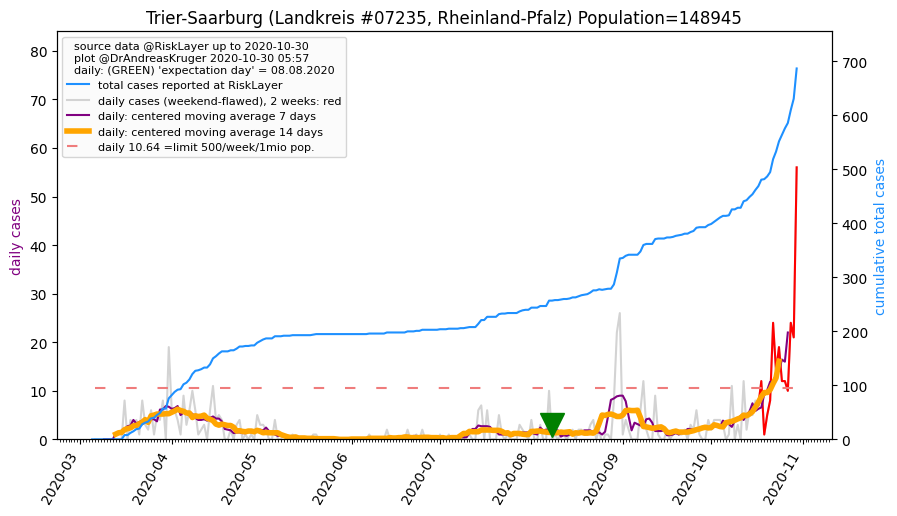 Trier-Saarburg (Landkreis #07235, Rheinland-Pfalz) Population=148945
source data @RiskLayer up to 2020-10-30
plot @DrAndreasKruger 2020-10-30 05:57
daily: (GREEN) 'expectation day' = 08.08.2020
total cases reported at RiskLayer
daily cases (weekend-flawed), 2 weeks: red
daily: centered moving average 7 days
daily: centered moving average 14 days
daily 10.64 =limit 500/week/1mio pop.
daily cases
80
70
60
50
40
30
20
10
0
cumulative total cases
700
600
500
400
300
200
100
0
2020-03
2020-04
2020-05
2020-06
2020-07
2020-08
2020-09
2020-10
2020-11